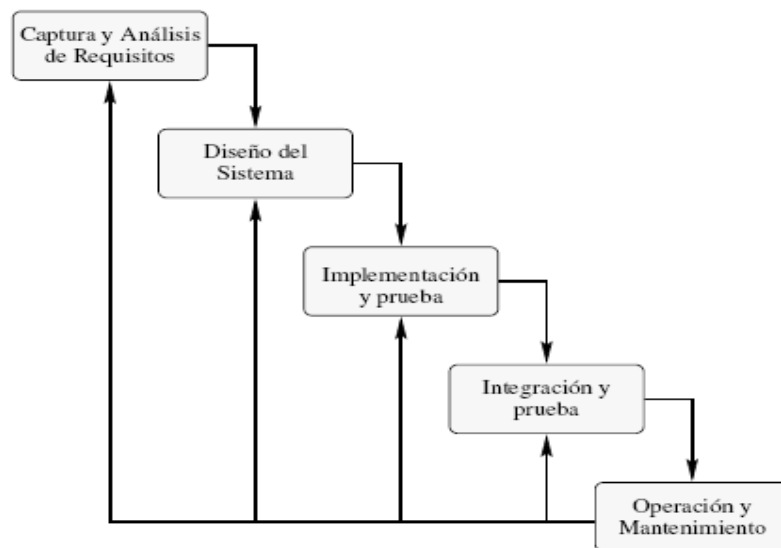 Captura y Análisis
de Requisitos
Diseño del
Sistema
Implementación
y prueba
Integración y
prueba
Operación y
Mantenimiento